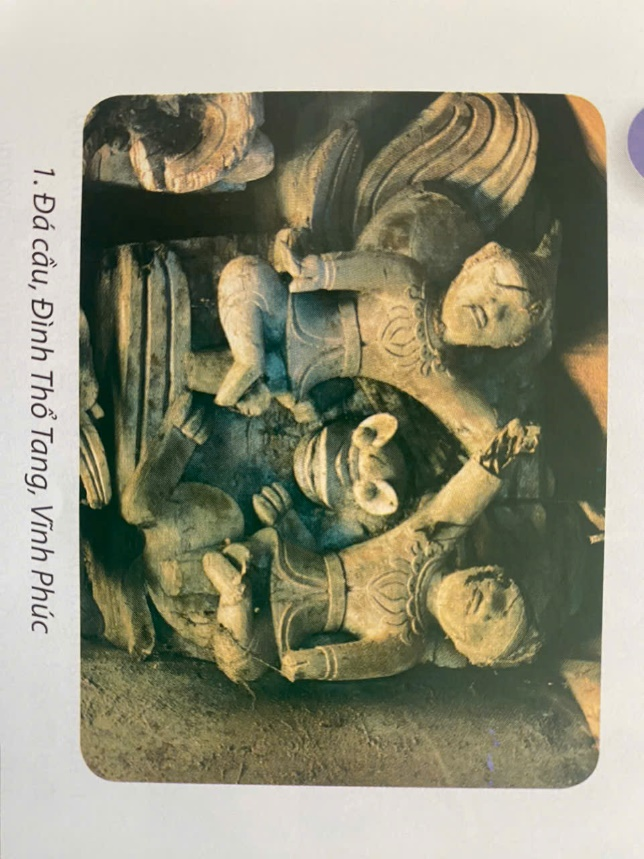 1. Đá cầu, Đình Thổ Tang, Vĩnh Phúc